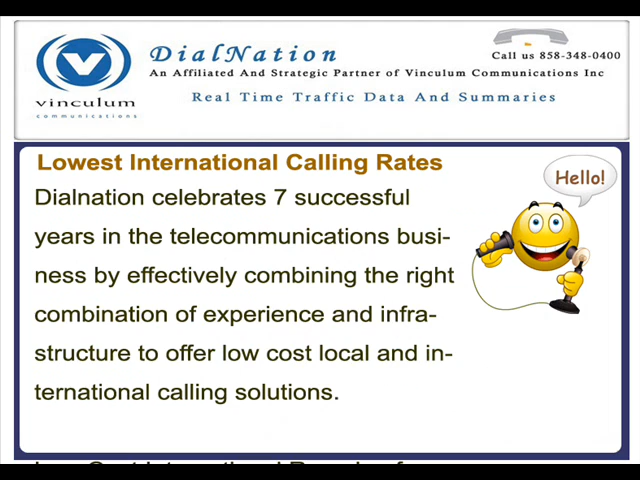 DialNation
Call us 858-348-0400
An Affiliated And Strategic Partner of Vinculum Communications Inc
vinculum
communications
Real Time Traffic Data And Summaries
Lowest International Calling Rates
Hello!
Dialnation celebrates 7 successful
years in the telecommunications busi-
ness by effectively combining the right
combination of experience and infra-
structure to offer low cost local and in-
ternational calling solutions.